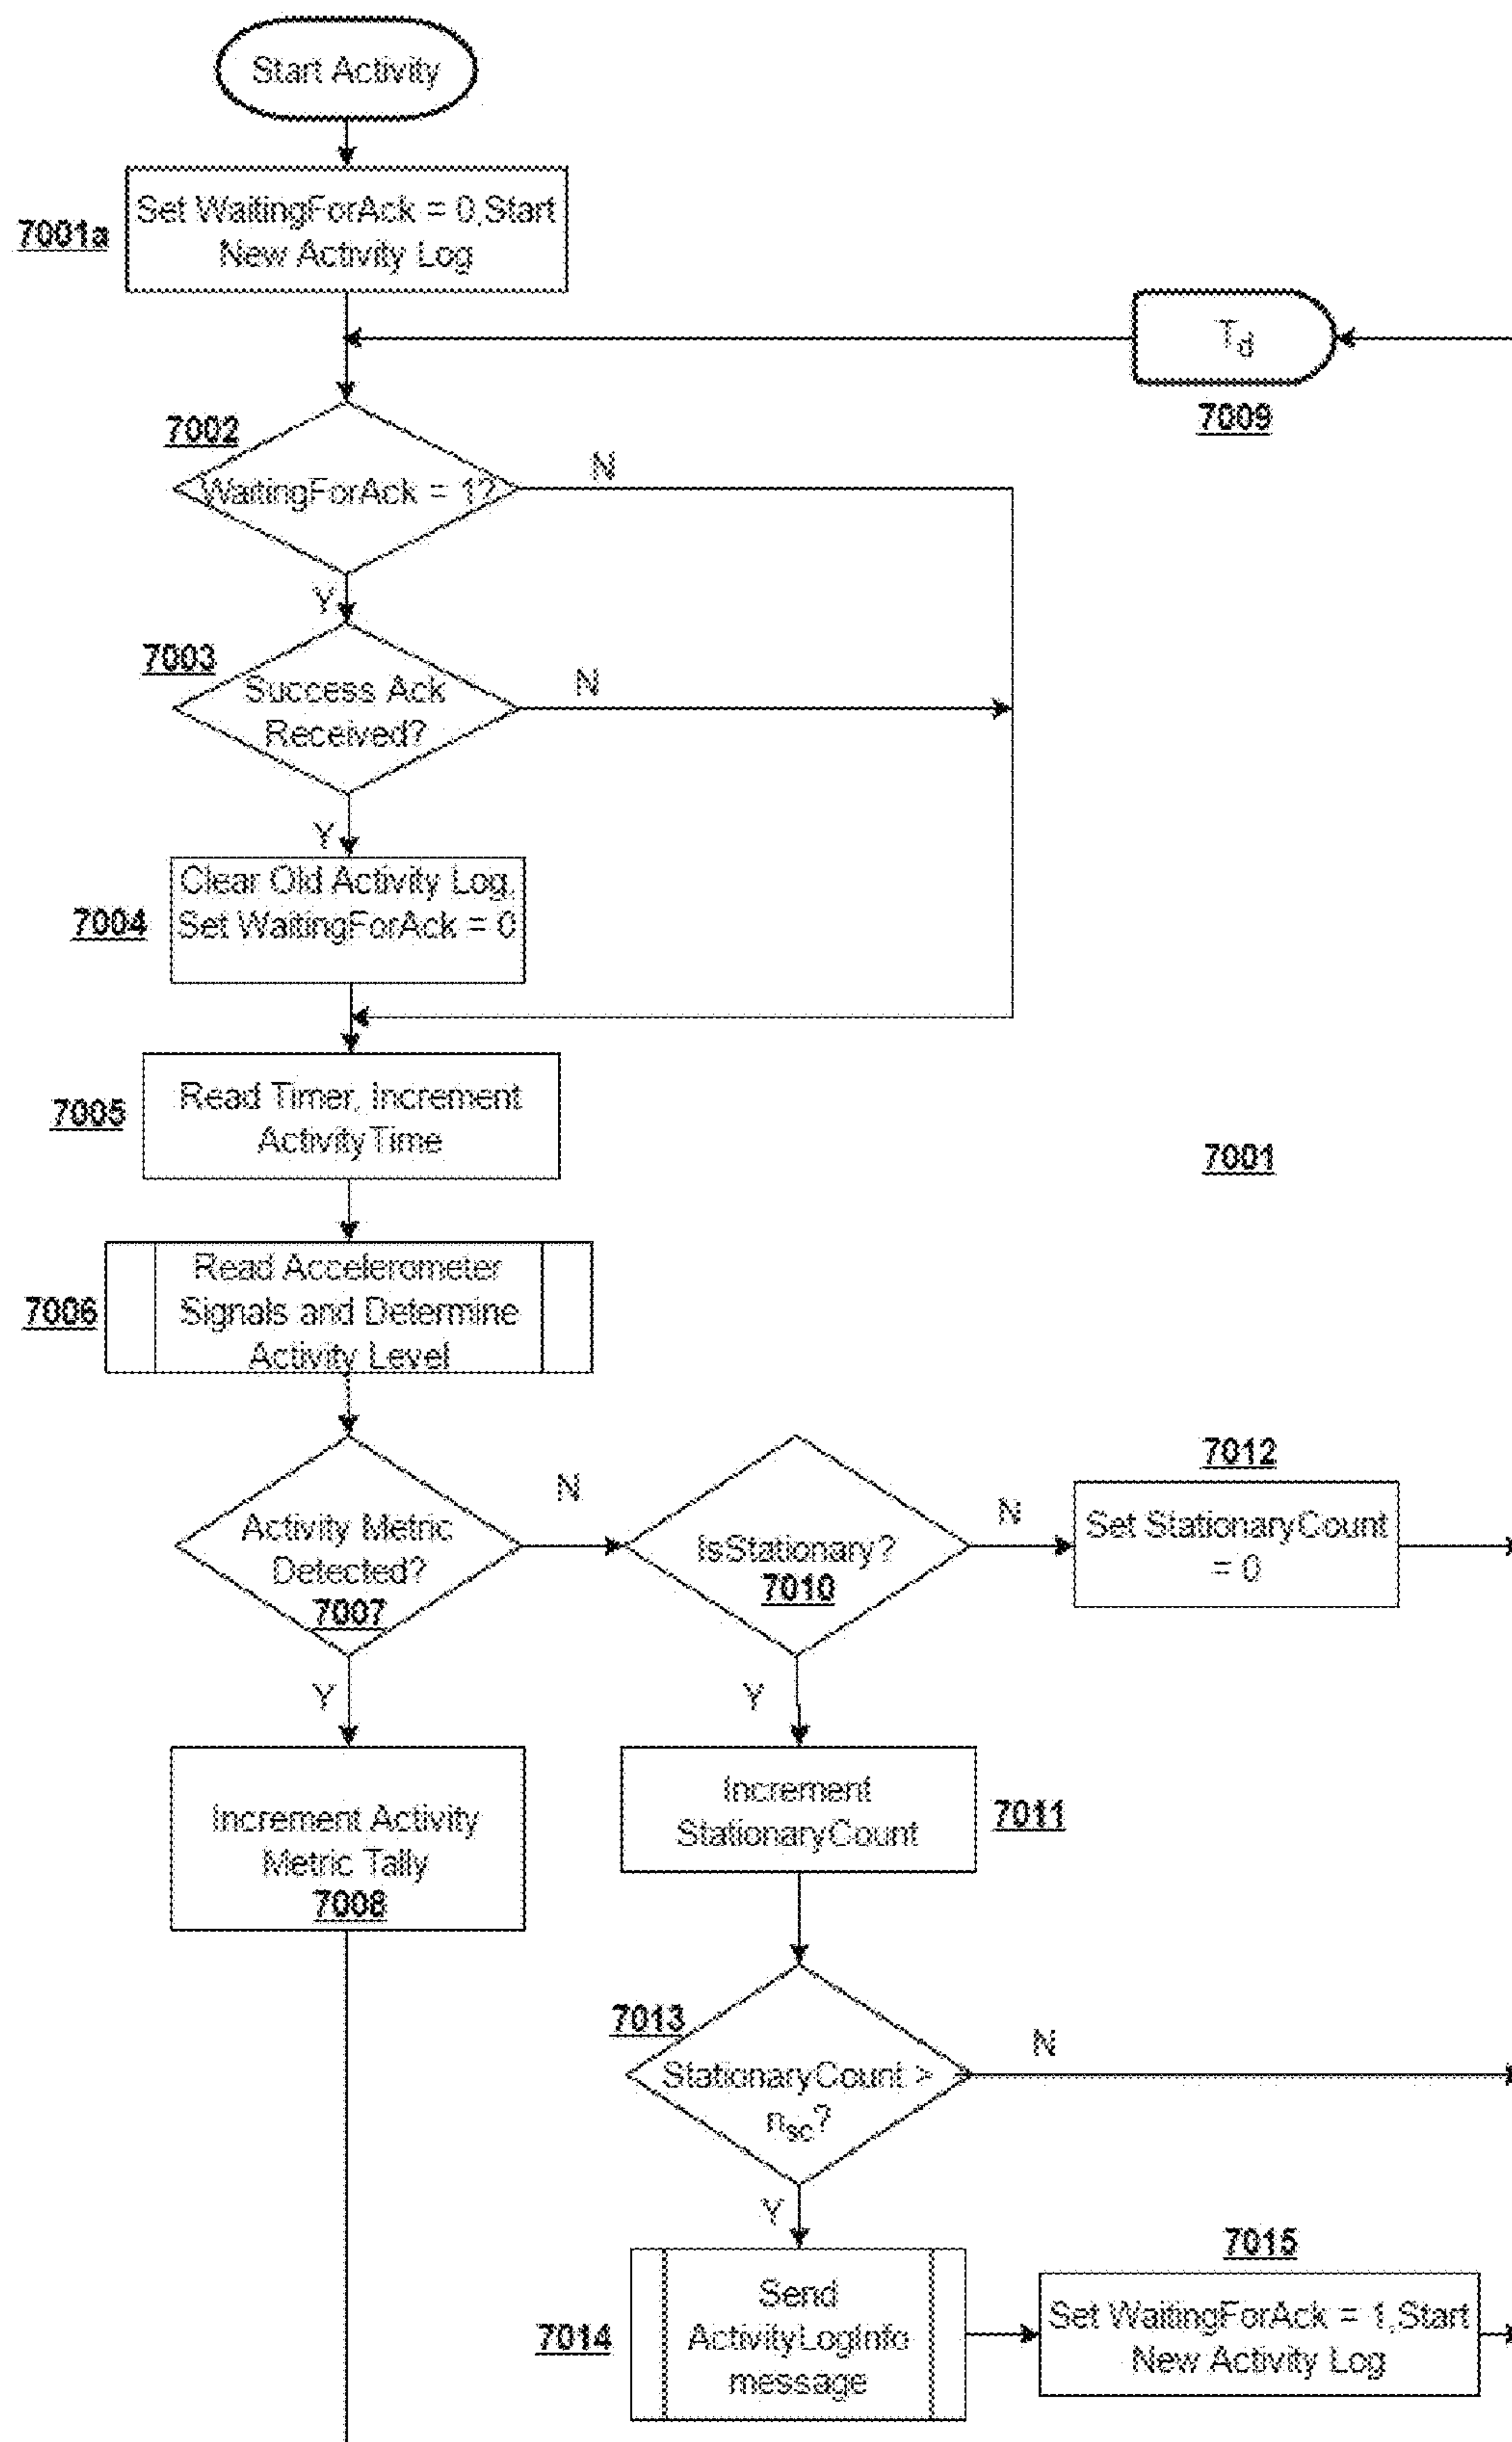 Start Activity
7001a
Set WaitingForAck = 0,Start
New Activity Log
Td
7009
7002
WaitingForAck = 1?
N
Y
7003
Success Ack
Received?
N
Y
7004
Clear Old Activity Log,
Set WaitingForAck = 0
7005
Read Timer, Increment
ActivityTime
7001
7006
Read Accelerometer
Signals and Determine
Activity Level
Activity Metric
Detected?
7007
N
IsStationary?
7010
N
7012
Set StationaryCount
= 0
Y
Y
Increment Activity
Metric Tally
7008
Increment
StationaryCount
7011
7013
StationaryCount >
nsc?
N
Y
7014
Send
ActivityLogInfo
message
7015
Set WaitingForAck = 1,Start
New Activity Log